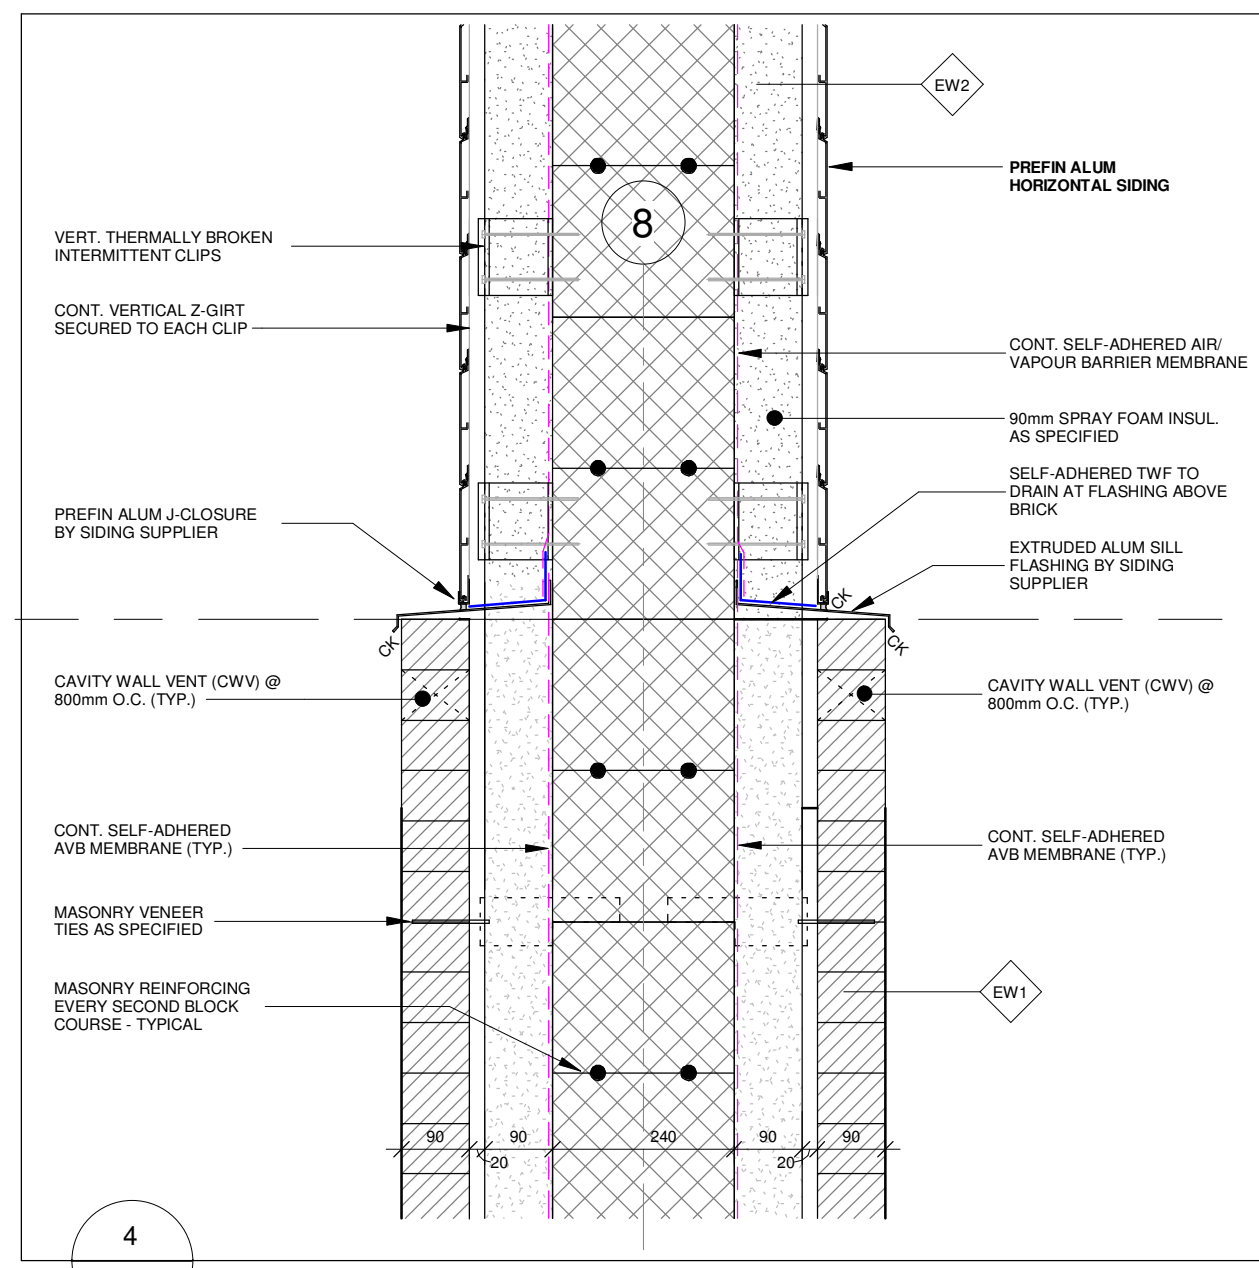 EW2
PREFIN ALUM
HORIZONTAL SIDING
8
VERT. THERMALLY BROKEN
INTERMITTENT CLIPS
CONT. VERTICAL Z-GIRT
SECURED TO EACH CLIP
CONT. SELF-ADHERED AIR/
VAPOUR BARRIER MEMBRANE
90mm SPRAY FOAM INSUL.
AS SPECIFIED
SELF-ADHERED TWF TO
DRAIN AT FLASHING ABOVE
BRICK
PREFIN ALUM J-CLOSURE
BY SIDING SUPPLIER
EXTRUDED ALUM SILL
FLASHING BY SIDING
SUPPLIER
CK
CK
CK
CAVITY WALL VENT (CWV) @
800mm O.C. (TYP.)
CAVITY WALL VENT (CWV) @
800mm O.C. (TYP.)
CONT. SELF-ADHERED
AVB MEMBRANE (TYP.)
CONT. SELF-ADHERED
AVB MEMBRANE (TYP.)
MASONRY VENEER
TIES AS SPECIFIED
MASONRY REINFORCING
EVERY SECOND BLOCK
COURSE - TYPICAL
EW1
90 90 240 90 90
20 20
4